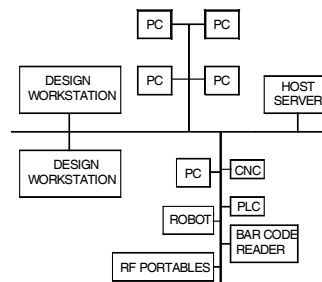 PC PC
PC PC
DESIGN
WORKSTATION
HOST
SERVER
DESIGN
WORKSTATION
PC
CNC
PLC
ROBOT
BAR CODE
READER
RF PORTABLES